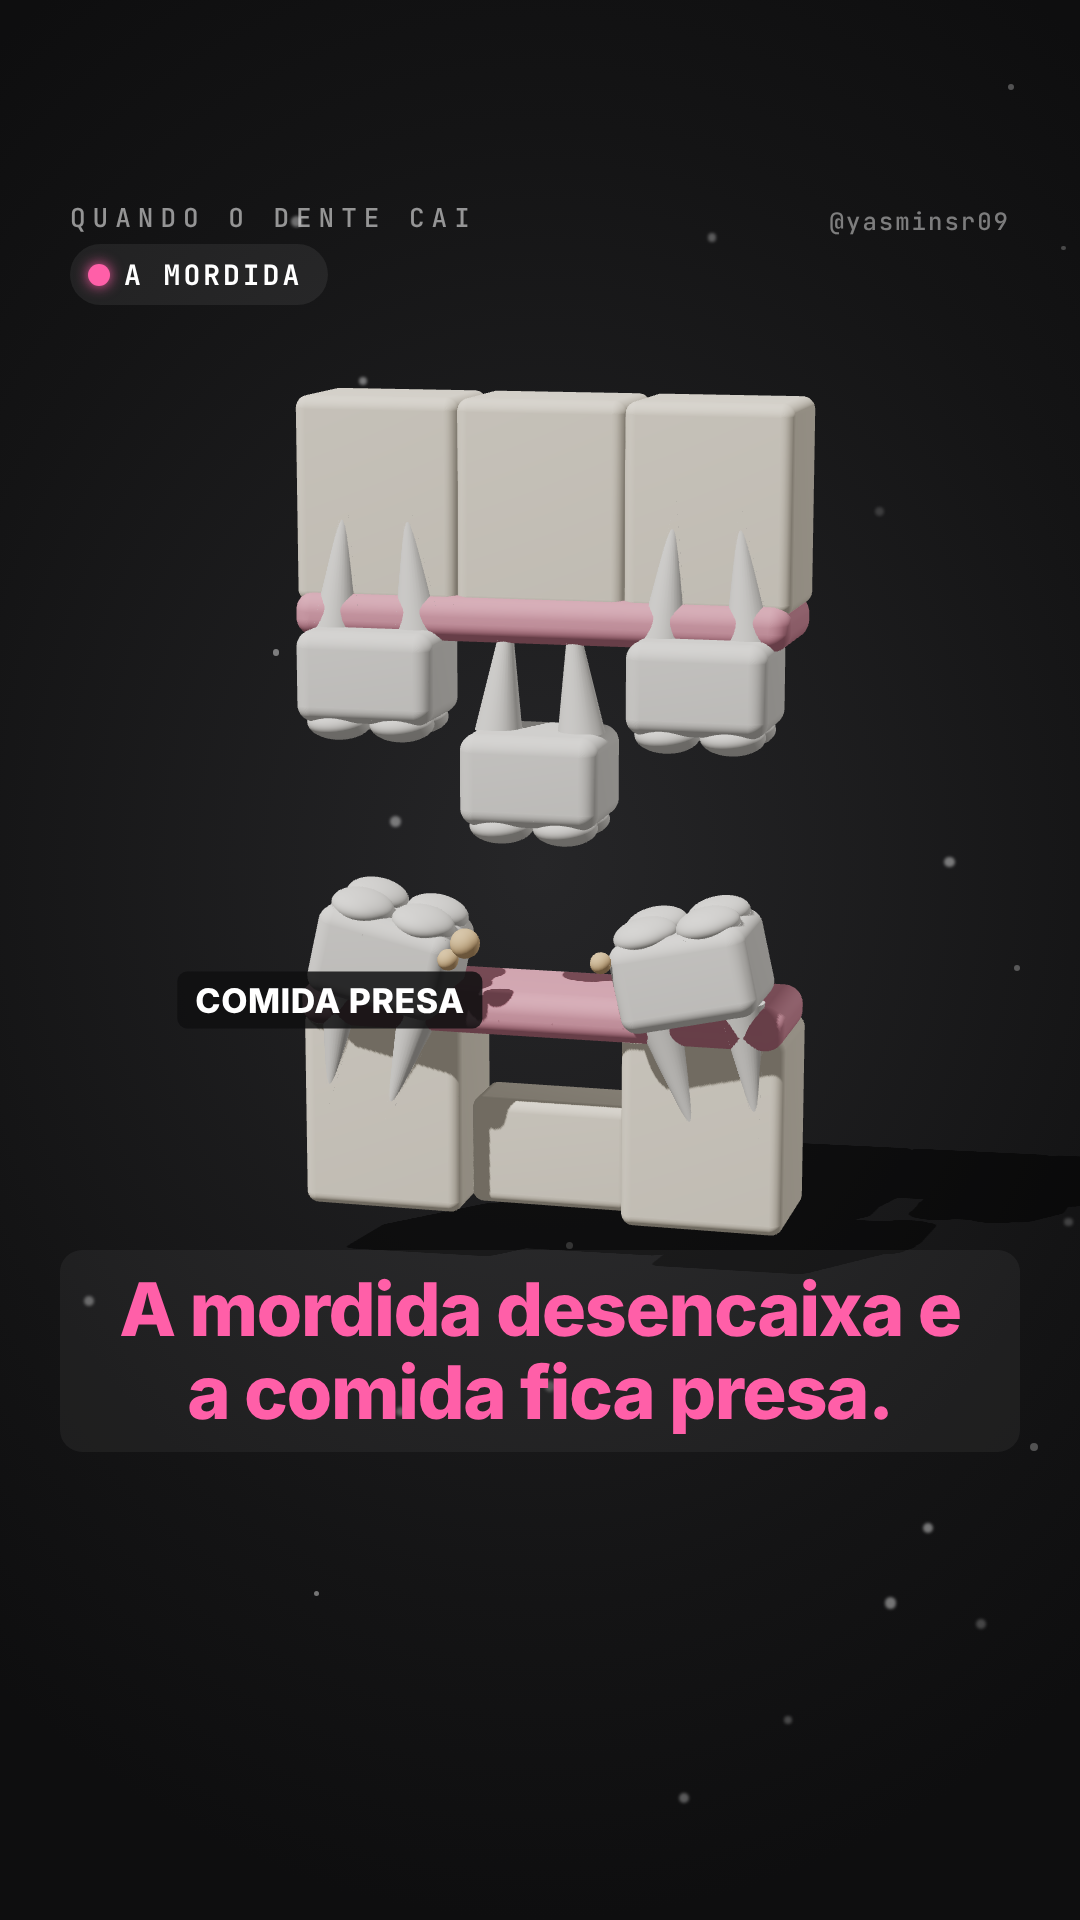 QUANDO O DENTE CAI
@yasminsr09
A MORDIDA
COMIDA PRESA
A mordida desencaixa e
a comida fica presa.